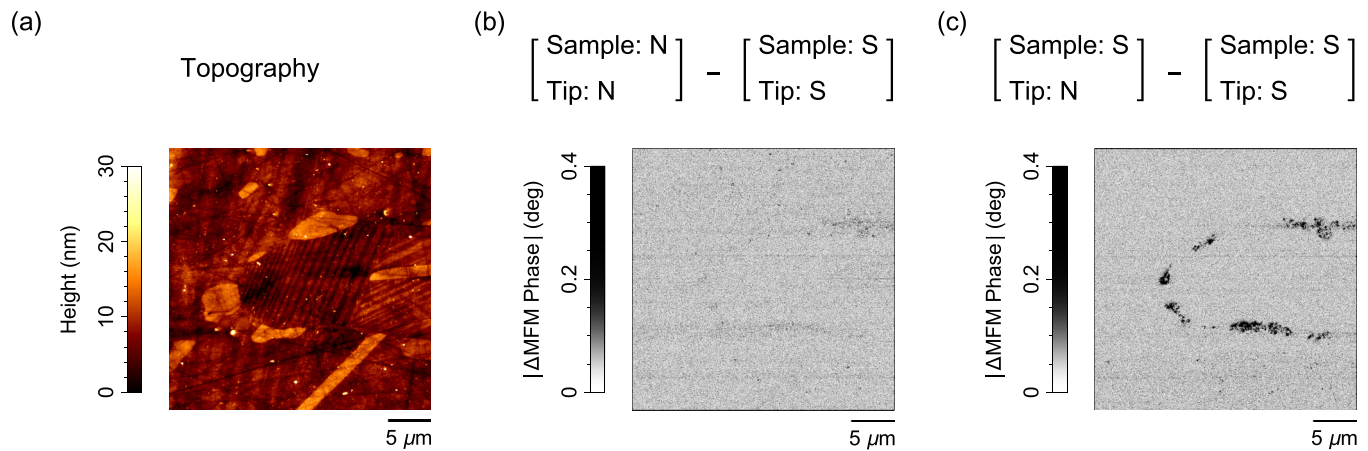 (a)
Topography
Height (nm)
0
10
20
30
5 µm
(b)
Sample: N
Tip: N
−
Sample: S
Tip: S
|ΔMFM Phase| (deg)
0
0.2
0.4
5 µm
(c)
Sample: S
Tip: N
−
Sample: S
Tip: S
|ΔMFM Phase| (deg)
0
0.2
0.4
5 µm